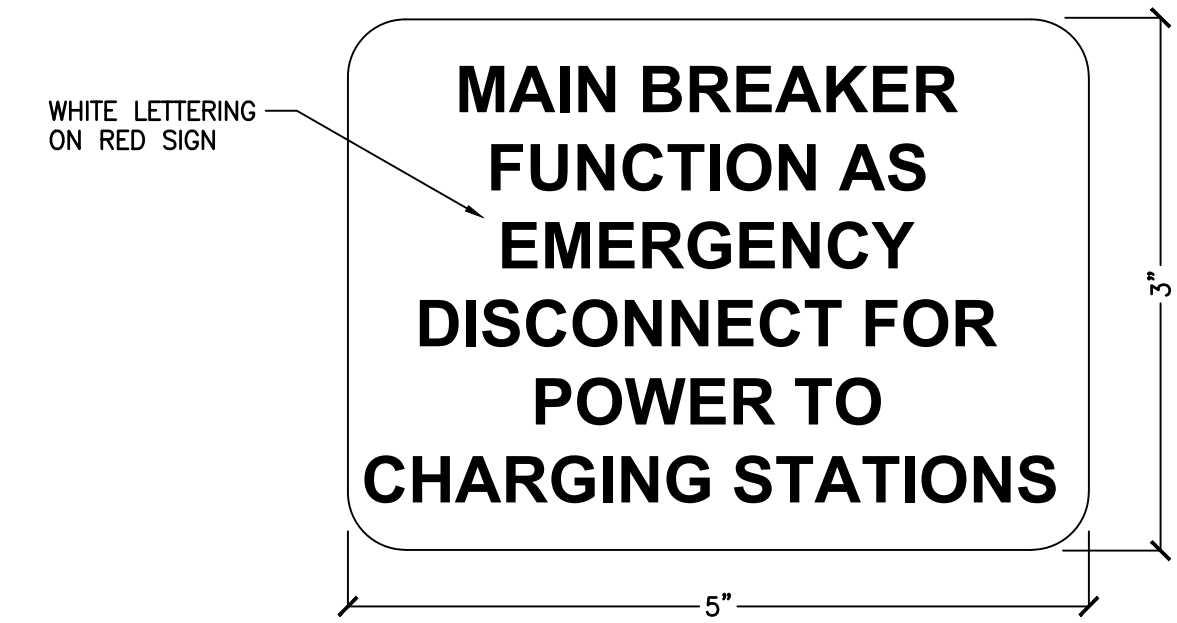 WHITE LETTERING
ON RED SIGN
MAIN BREAKER
FUNCTION AS
EMERGENCY
DISCONNECT FOR
POWER TO
CHARGING STATIONS
3"
5"